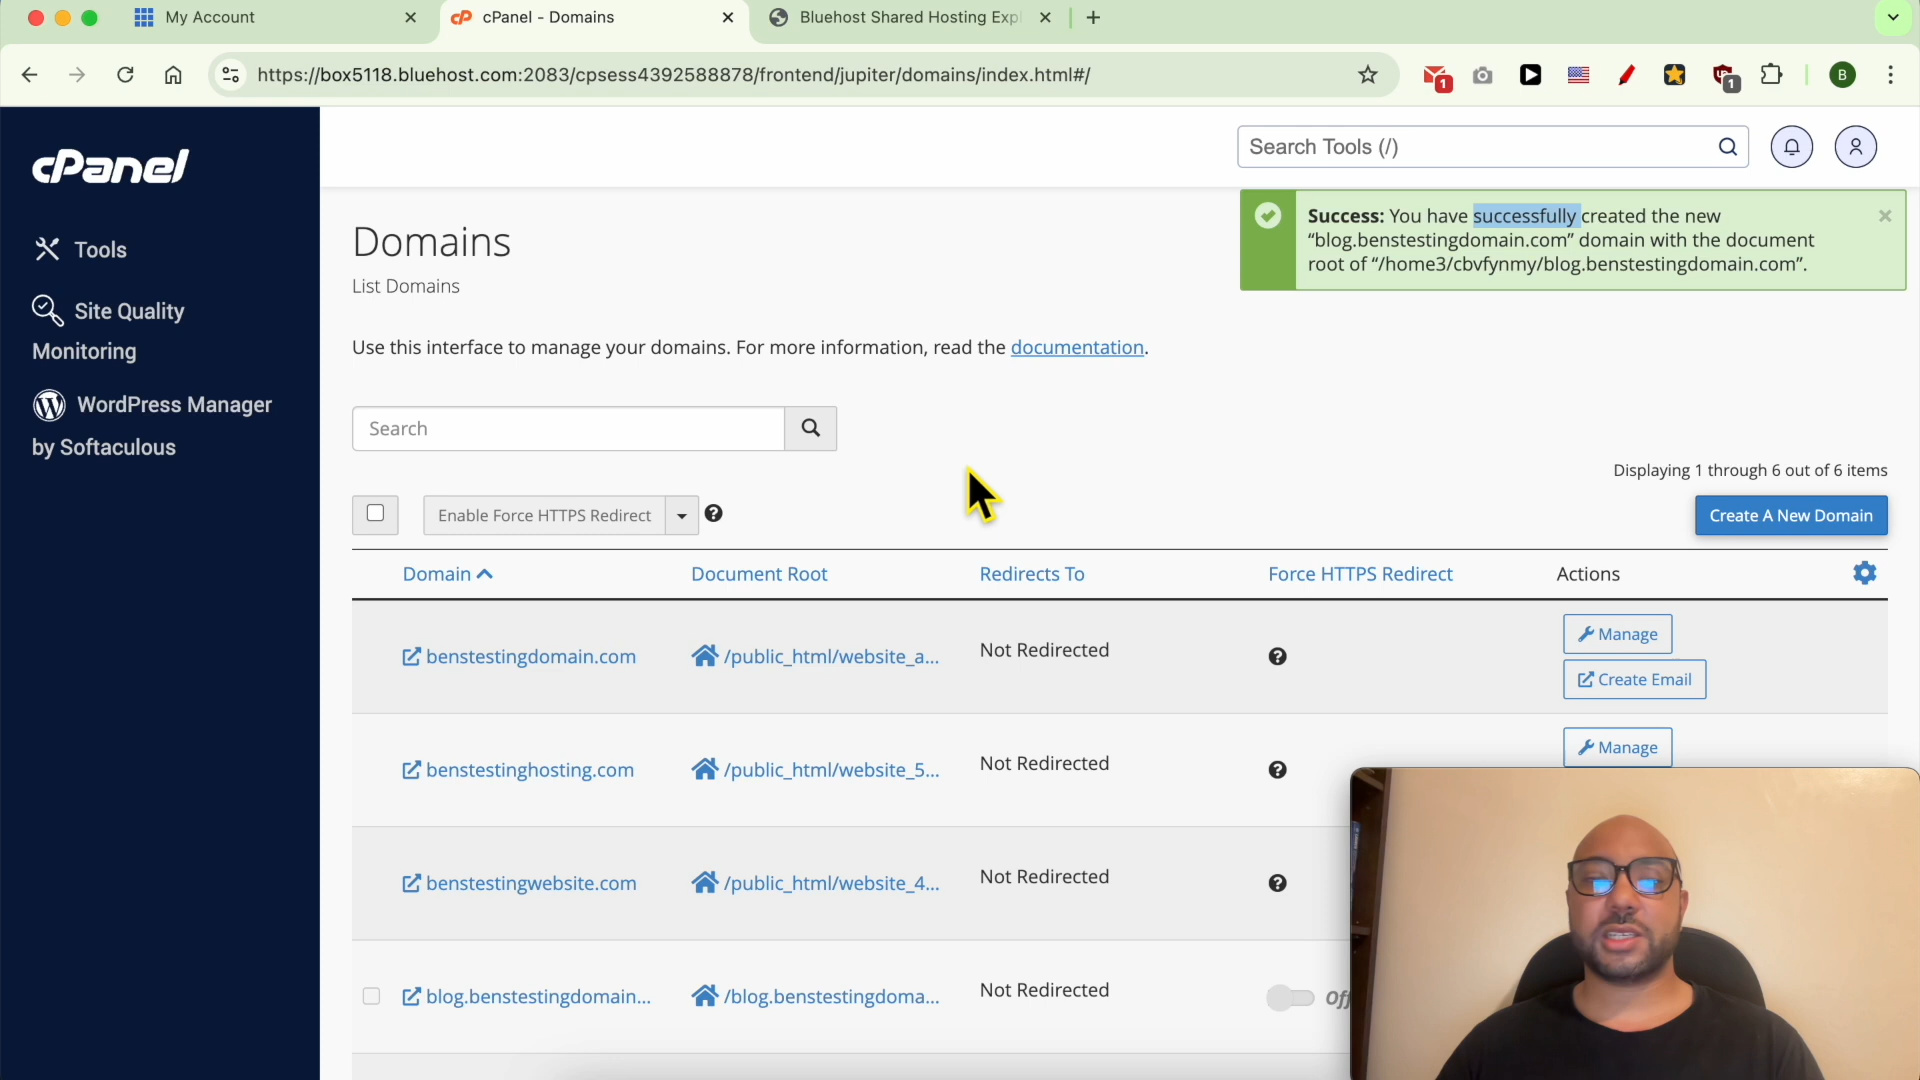 My Account
cPanel - Domains
Bluehost Shared Hosting Exp
https://box5118.bluehost.com:2083/cpsess4392588878/frontend/jupiter/domains/index.html#/
1
1
B
cPanel
Search Tools (/)
Tools
Site Quality
Monitoring
WordPress Manager
by Softaculous
Success: You have successfully created the new
“blog.benstestingdomain.com” domain with the document
root of “/home3/cbvfynmy/blog.benstestingdomain.com”.
Domains
List Domains
Use this interface to manage your domains. For more information, read the documentation.
Search
Displaying 1 through 6 out of 6 items
Enable Force HTTPS Redirect
Create A New Domain
Domain
Document Root
Redirects To
Force HTTPS Redirect
Actions
benstestingdomain.com
/public_html/website_a...
Not Redirected
Manage
Create Email
benstestinghosting.com
/public_html/website_5...
Not Redirected
Manage
benstestingwebsite.com
/public_html/website_4...
Not Redirected
blog.benstestingdomain...
/blog.benstestingdoma...
Not Redirected
Off